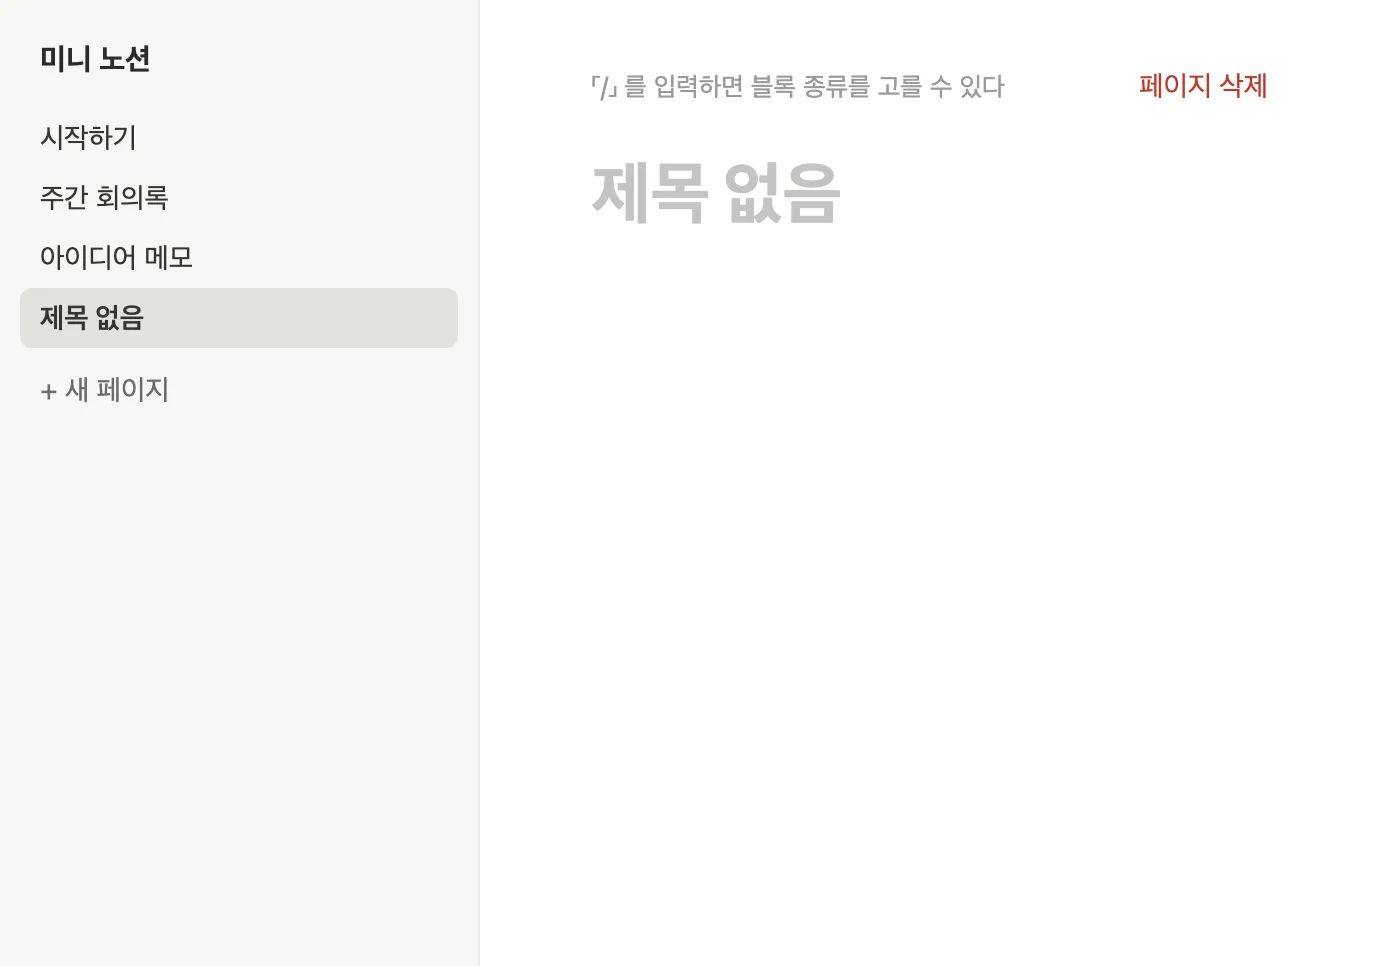 미니 노션
시작하기
주간 회의록
아이디어 메모
제목 없음
+ 새 페이지
「/」를 입력하면 블록 종류를 고를 수 있다
페이지 삭제
제목 없음